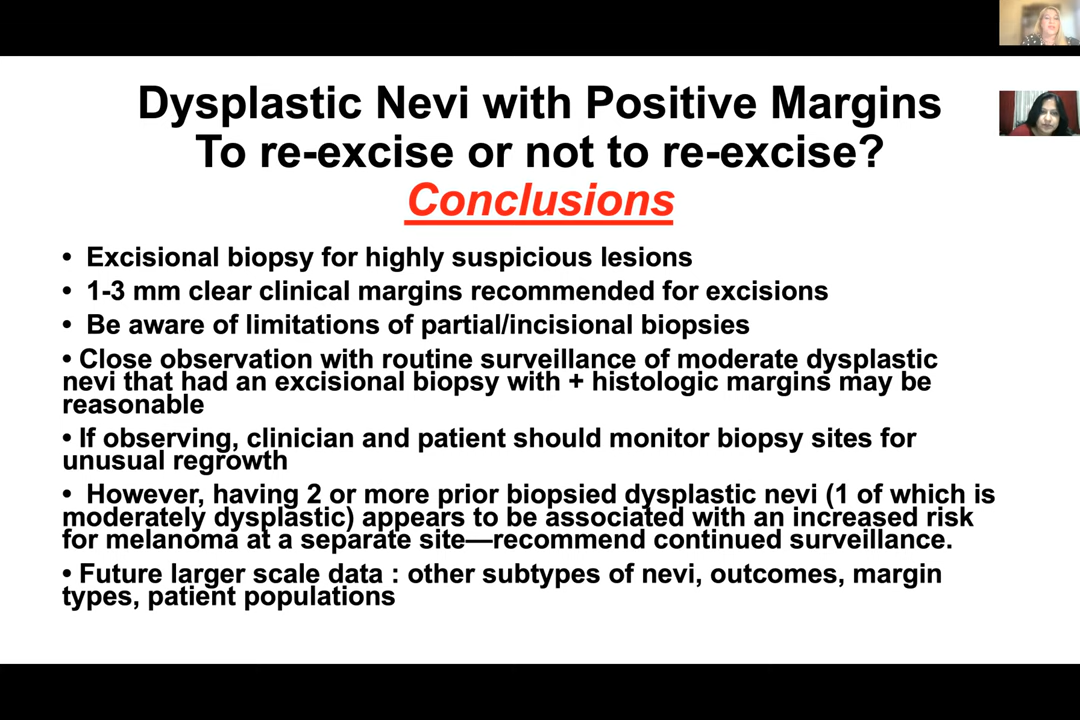 Dysplastic Nevi with Positive Margins
To re-excise or not to re-excise?
Conclusions
• Excisional biopsy for highly suspicious lesions
• 1-3 mm clear clinical margins recommended for excisions
• Be aware of limitations of partial/incisional biopsies
• Close observation with routine surveillance of moderate dysplastic
nevi that had an excisional biopsy with + histologic margins may be
reasonable
• If observing, clinician and patient should monitor biopsy sites for
unusual regrowth
• However, having 2 or more prior biopsied dysplastic nevi (1 of which is
moderately dysplastic) appears to be associated with an increased risk
for melanoma at a separate site—recommend continued surveillance.
• Future larger scale data : other subtypes of nevi, outcomes, margin
types, patient populations